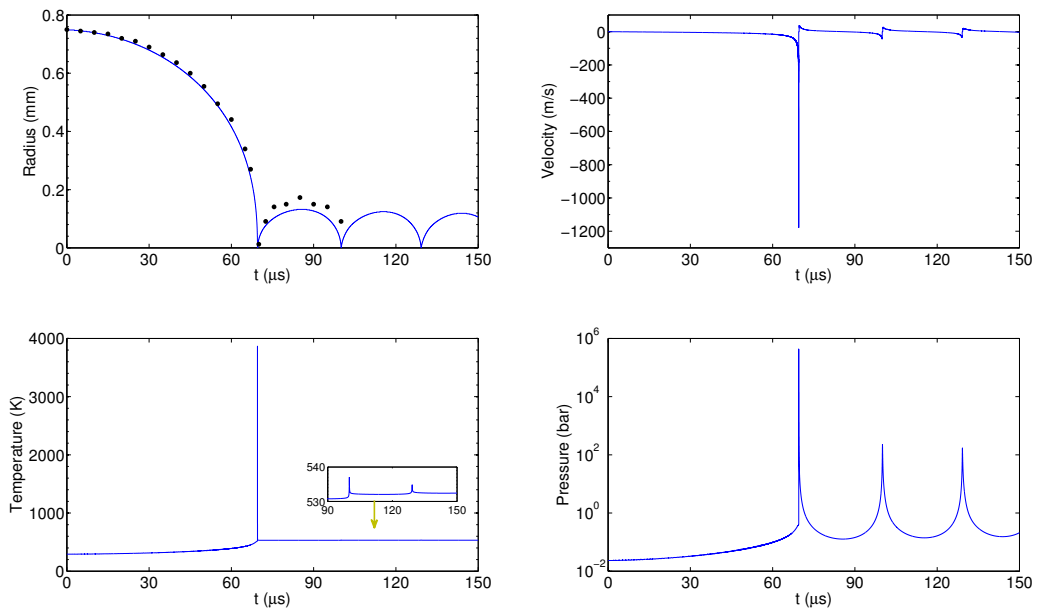 0.8
0.6
0.4
0.2
0
Radius (mm)
0 30 60 90 120 150
t (μs)
0
−200
−400
−600
−800
−1000
−1200
Velocity (m/s)
0 30 60 90 120 150
t (μs)
4000
3000
2000
1000
0
Temperature (K)
540
530
90 120 150
0 30 60 90 120 150
t (μs)
10^6
10^4
10^2
10^0
10^−2
Pressure (bar)
0 30 60 90 120 150
t (μs)